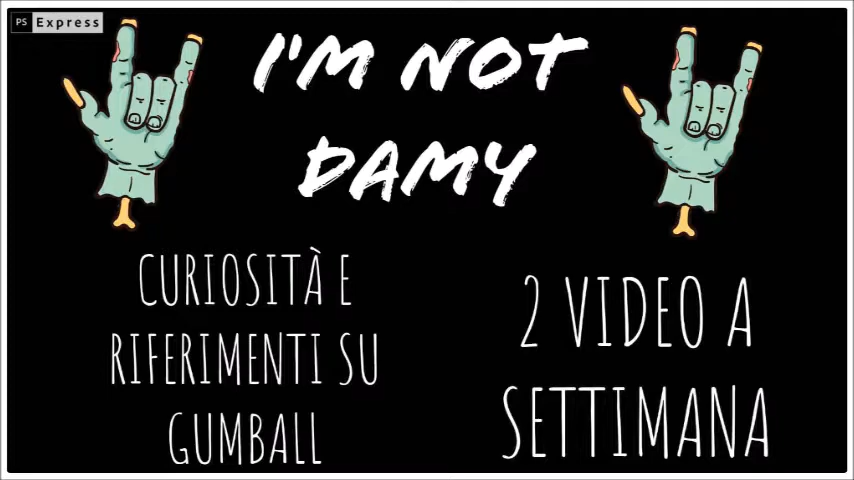 PS Express
I'M NOT
DAMY
CURIOSITÀ E
RIFERIMENTI SU
GUMBALL
2 VIDEO A
SETTIMANA